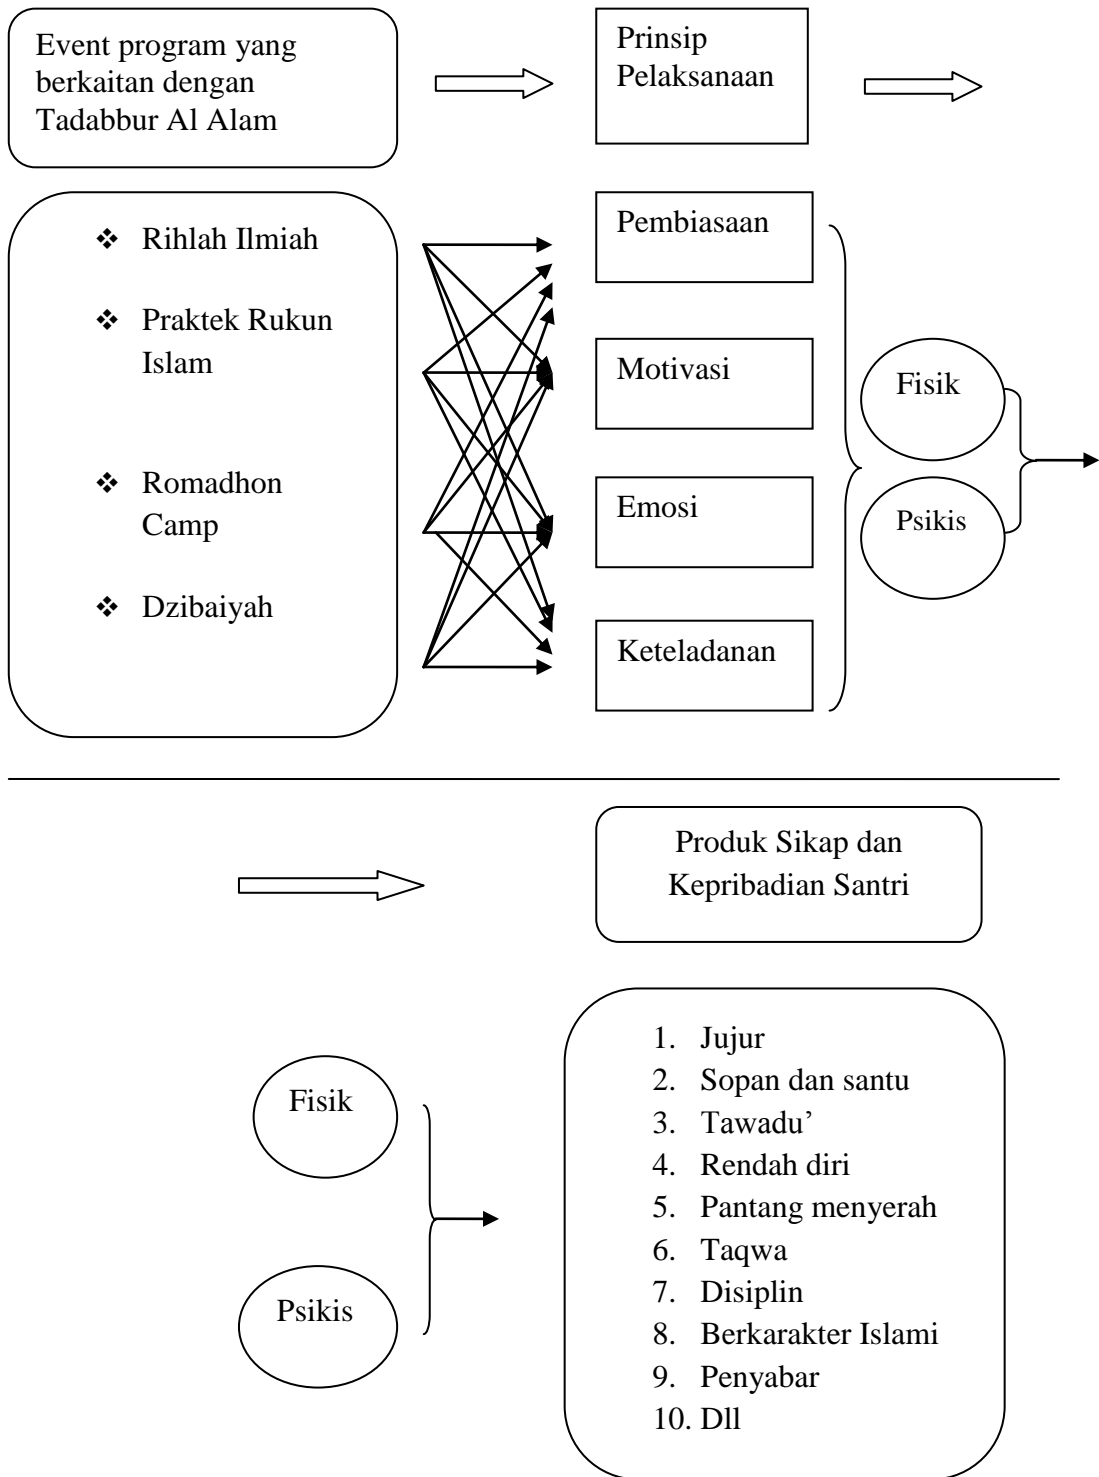 Event program yang
berkaitan dengan
Tadabbur Al Alam
Prinsip
Pelaksanaan
❖ Rihlah Ilmiah
❖ Praktek Rukun
Islam
❖ Romadhon
Camp
❖ Dzibaiyah
Pembiasaan
Motivasi
Emosi
Keteladanan
Fisik
Psikis
Produk Sikap dan
Kepribadian Santri
Fisik
Psikis
1. Jujur
2. Sopan dan santu
3. Tawadu’
4. Rendah diri
5. Pantang menyerah
6. Taqwa
7. Disiplin
8. Berkarakter Islami
9. Penyabar
10. Dll